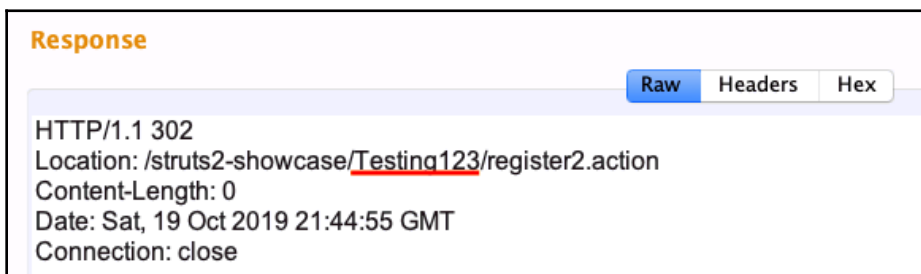 Response
Raw Headers Hex
HTTP/1.1 302
Location: /struts2-showcase/Testing123/register2.action
Content-Length: 0
Date: Sat, 19 Oct 2019 21:44:55 GMT
Connection: close